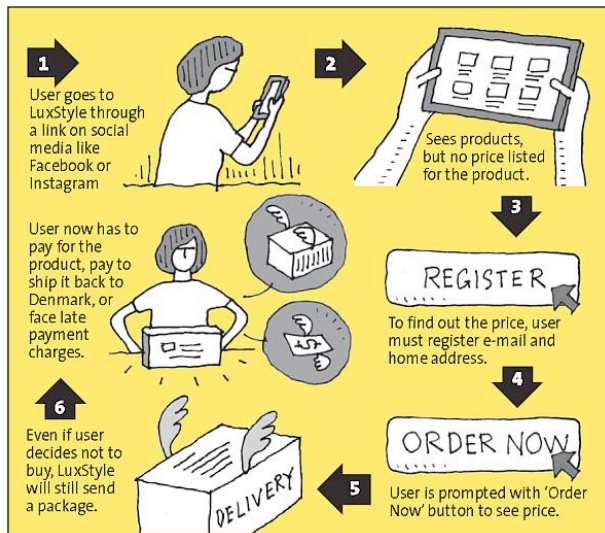 1
User goes to
LuxStyle through
a link on social
media like
Facebook or
Instagram
2
Sees products,
but no price listed
for the product.
3
REGISTER
To find out the price, user
must register e-mail and
home address.
4
ORDER NOW
User is prompted with ‘Order
Now’ button to see price.
5
DELIVERY
Even if user
decides not to
buy, LuxStyle
will still send
a package.
6
User now has to
pay for the
product, pay to
ship it back to
Denmark, or
face late
payment
charges.
$